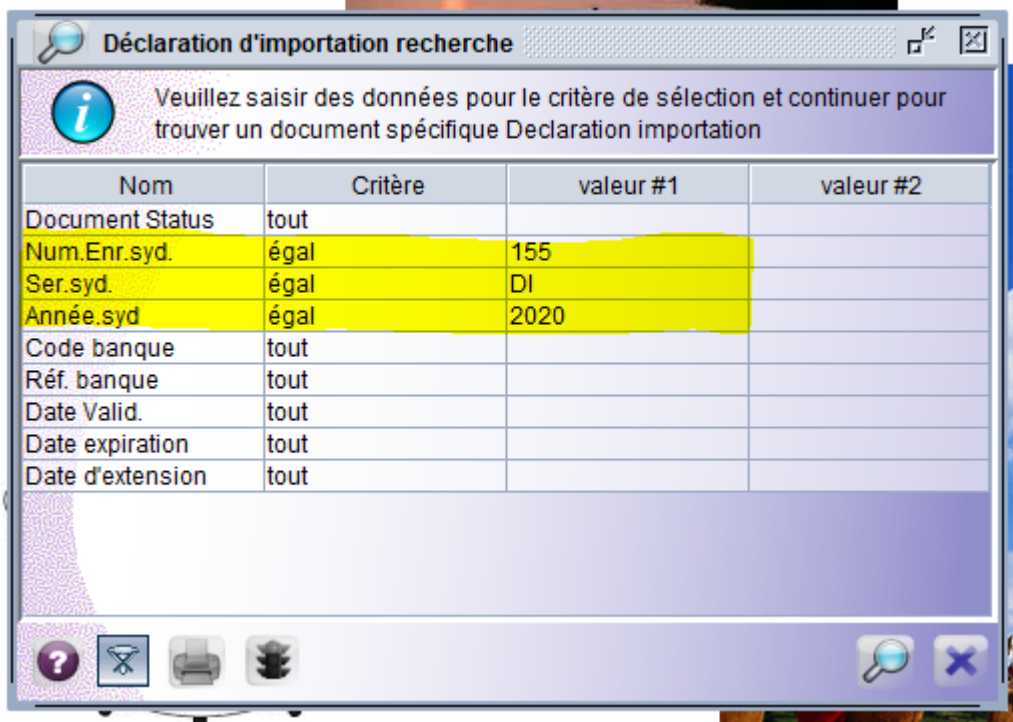 Déclaration d'importation recherche
Veuillez saisir des données pour le critère de sélection et continuer pour
trouver un document spécifique Declaration importation
Nom Critère valeur #1 valeur #2
Document Status tout
Num.Enr.syd. égal 155
Ser.syd. égal DI
Année.syd égal 2020
Code banque tout
Réf. banque tout
Date Valid. tout
Date expiration tout
Date d'extension tout